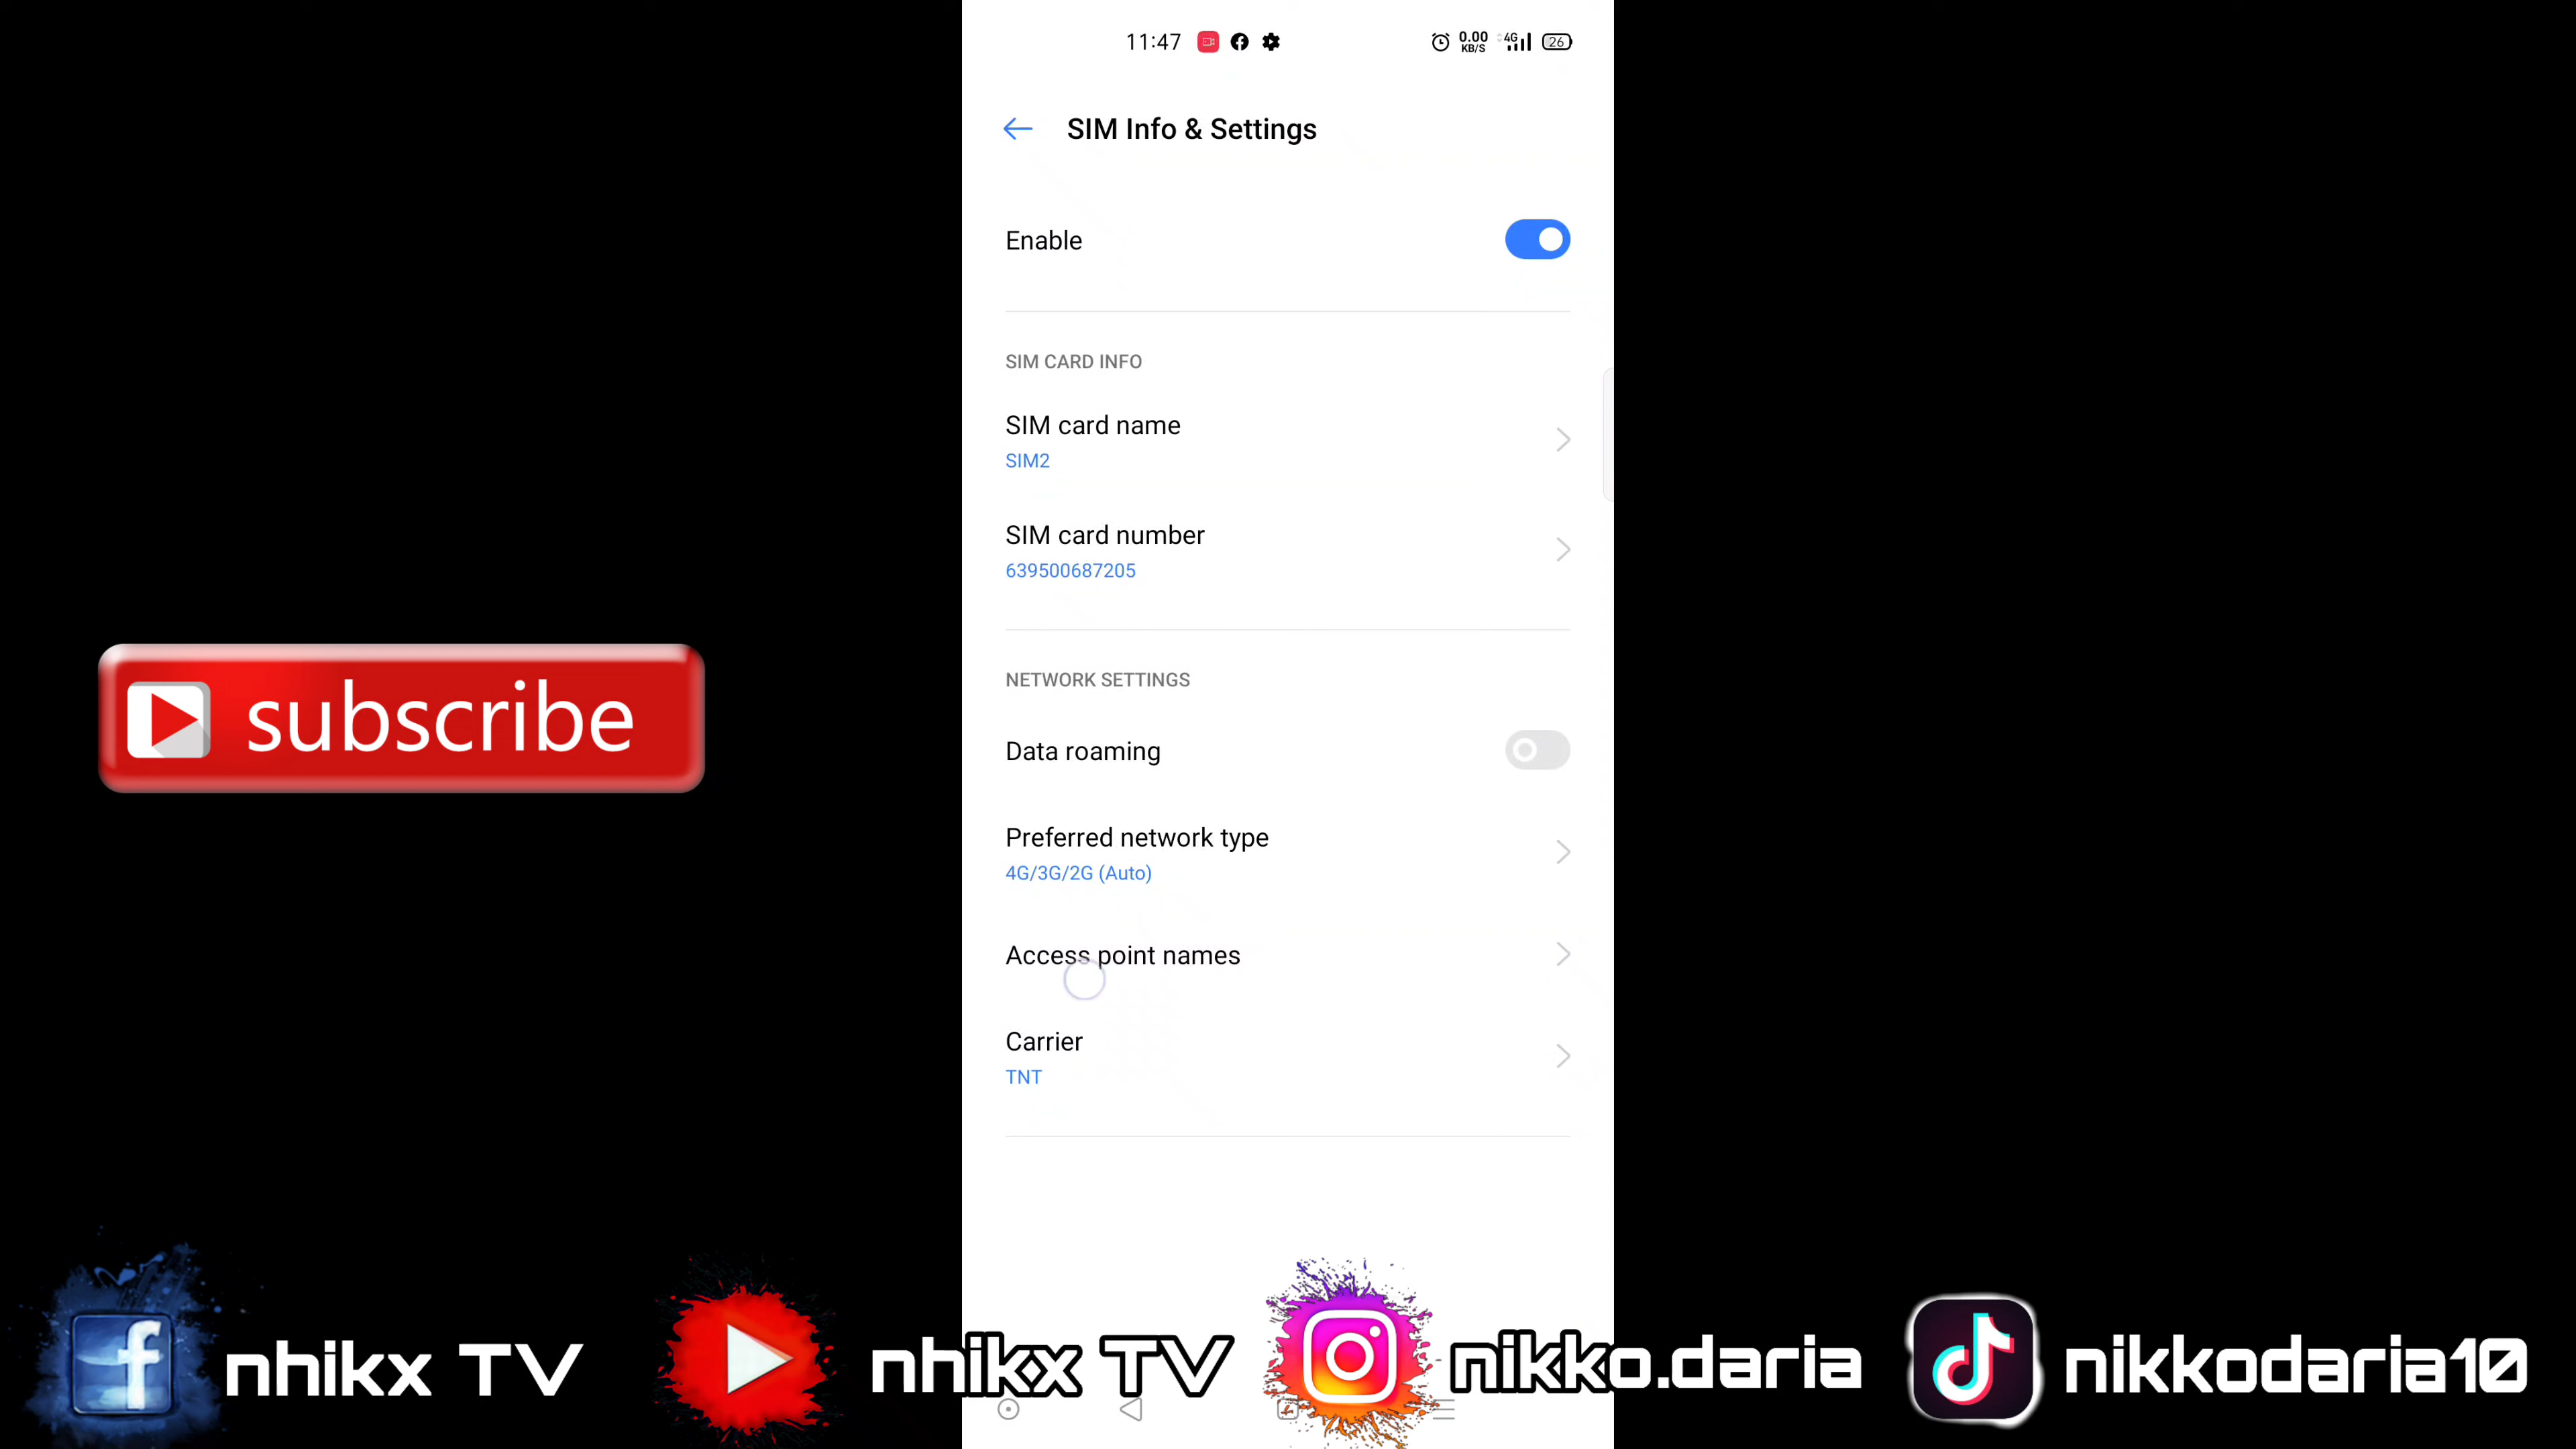 11:47
0.00
KB/S
4G
26
SIM Info & Settings
Enable
SIM CARD INFO
SIM card name
SIM2
SIM card number
639500687205
NETWORK SETTINGS
subscribe
Data roaming
Preferred network type
4G/3G/2G (Auto)
Access point names
Carrier
TNT
nhikx TV
nhikx TV
nikko.daria
nikkodaria10